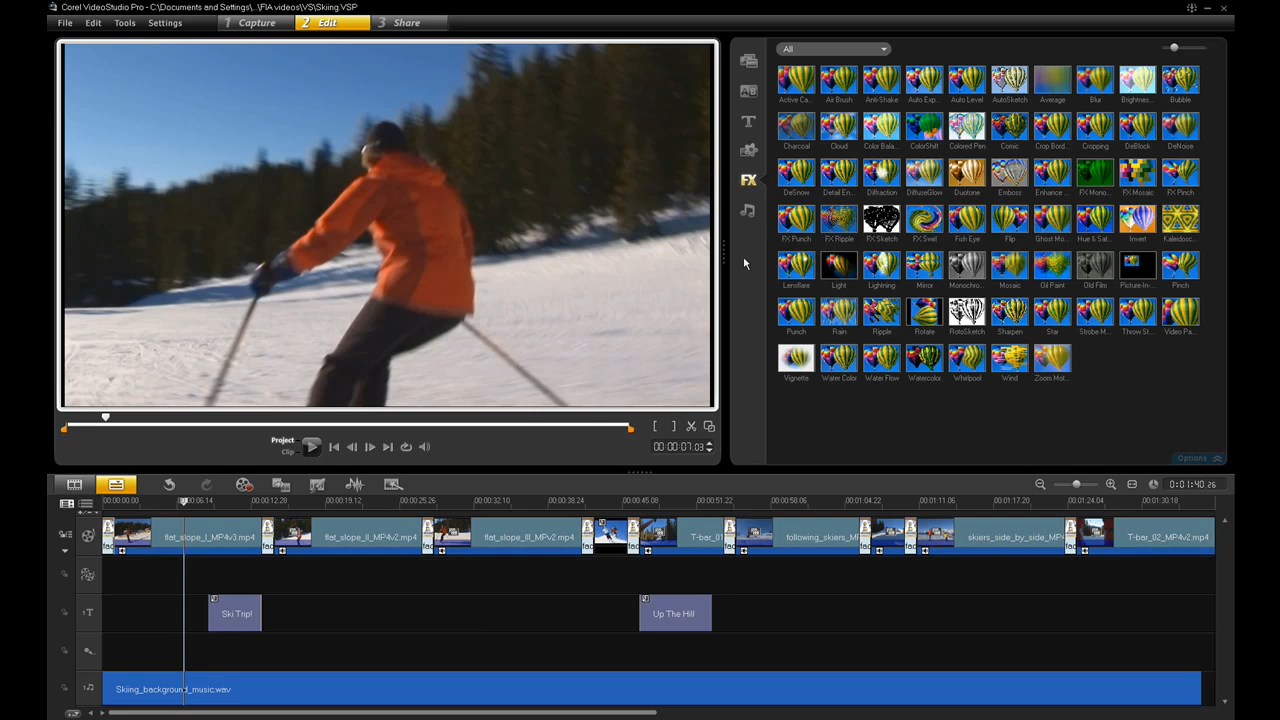 Corel VideoStudio Pro - C:\Documents and Settings\...\FIA videos\VS\Skiing.VSP
File Edit Tools Settings 1 Capture 2 Edit 3 Share
All
Active Ca... Air Brush Anti-Shake Auto Exp... Auto Level AutoSketch Average Blur Brightnes... Bubble
Charcoal Cloud Color Bala... ColorShift Colored Pen Comic Crop Bord... Cropping DeBlock DeNoise
DeSnow Detail En... Diffraction DiffuseGlow Duotone Emboss Enhance ... FX Mono... FX Mosaic FX Pinch
FX
FX Punch FX Ripple FX Sketch FX Swirl Fish Eye Flip Ghost Mo... Hue & Sat... Invert Kaleidosc...
Lensflare Light Lightning Mirror Monochro... Mosaic Oil Paint Old Film Picture-In-... Pinch
Punch Rain Ripple Rotate RotoSketch Sharpen Star Strobe M... Throw St... Video Pa...
Vignette Water Color Water Flow Watercolor Whirlpool Wind Zoom Mot...
Project
Clip
00:00:07.03
Options
0:01:40.26
00:00:00.00 00:00:06.14 00:00:12.28 00:00:19.12 00:00:25.26 00:00:32.10 00:00:38.24 00:00:45.08 00:00:51.22 00:00:58.06 00:01:04.22 00:01:11.06 00:01:17.20 00:01:24.04 00:01:30.18
flat_slope_I_MP4v3.mp4 flat_slope_II_MP4v2.mp4 flat_slope_III_MPv2.mp4 T-bar_01 following_skiers_MF skiers_side_by_side_MP T-bar_02_MP4v2.mp4
Ski Trip! Up The Hill
Skiing_background_music.wav